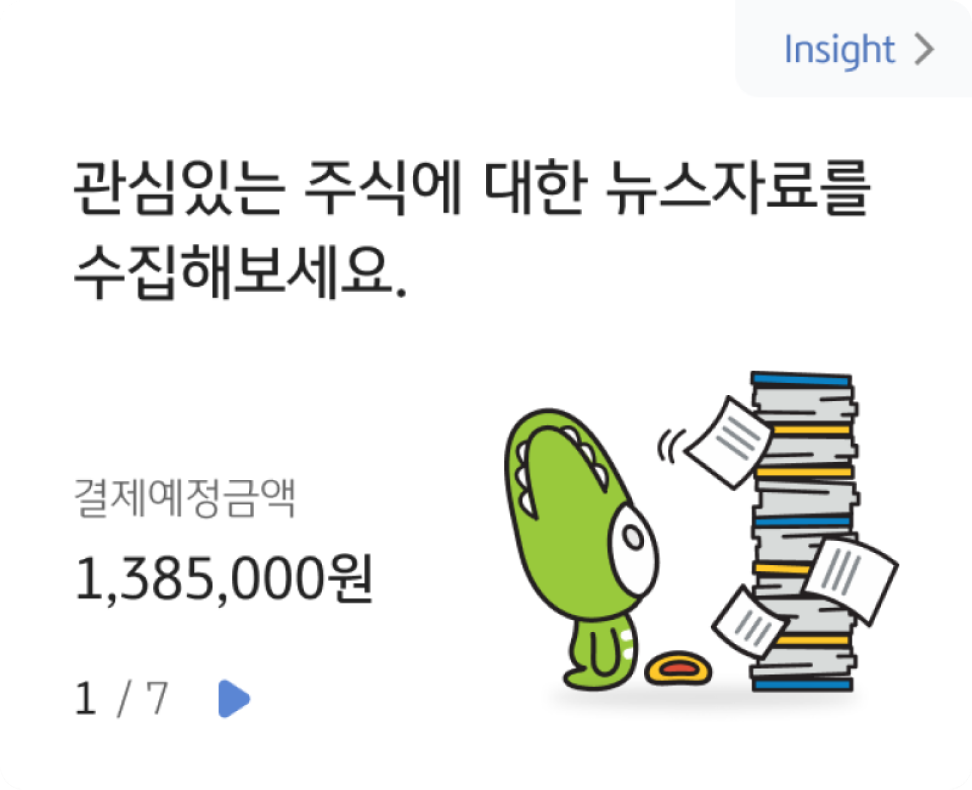 Insight >
관심있는 주식에 대한 뉴스자료를
수집해보세요.
결제예정금액
1,385,000원
1 / 7